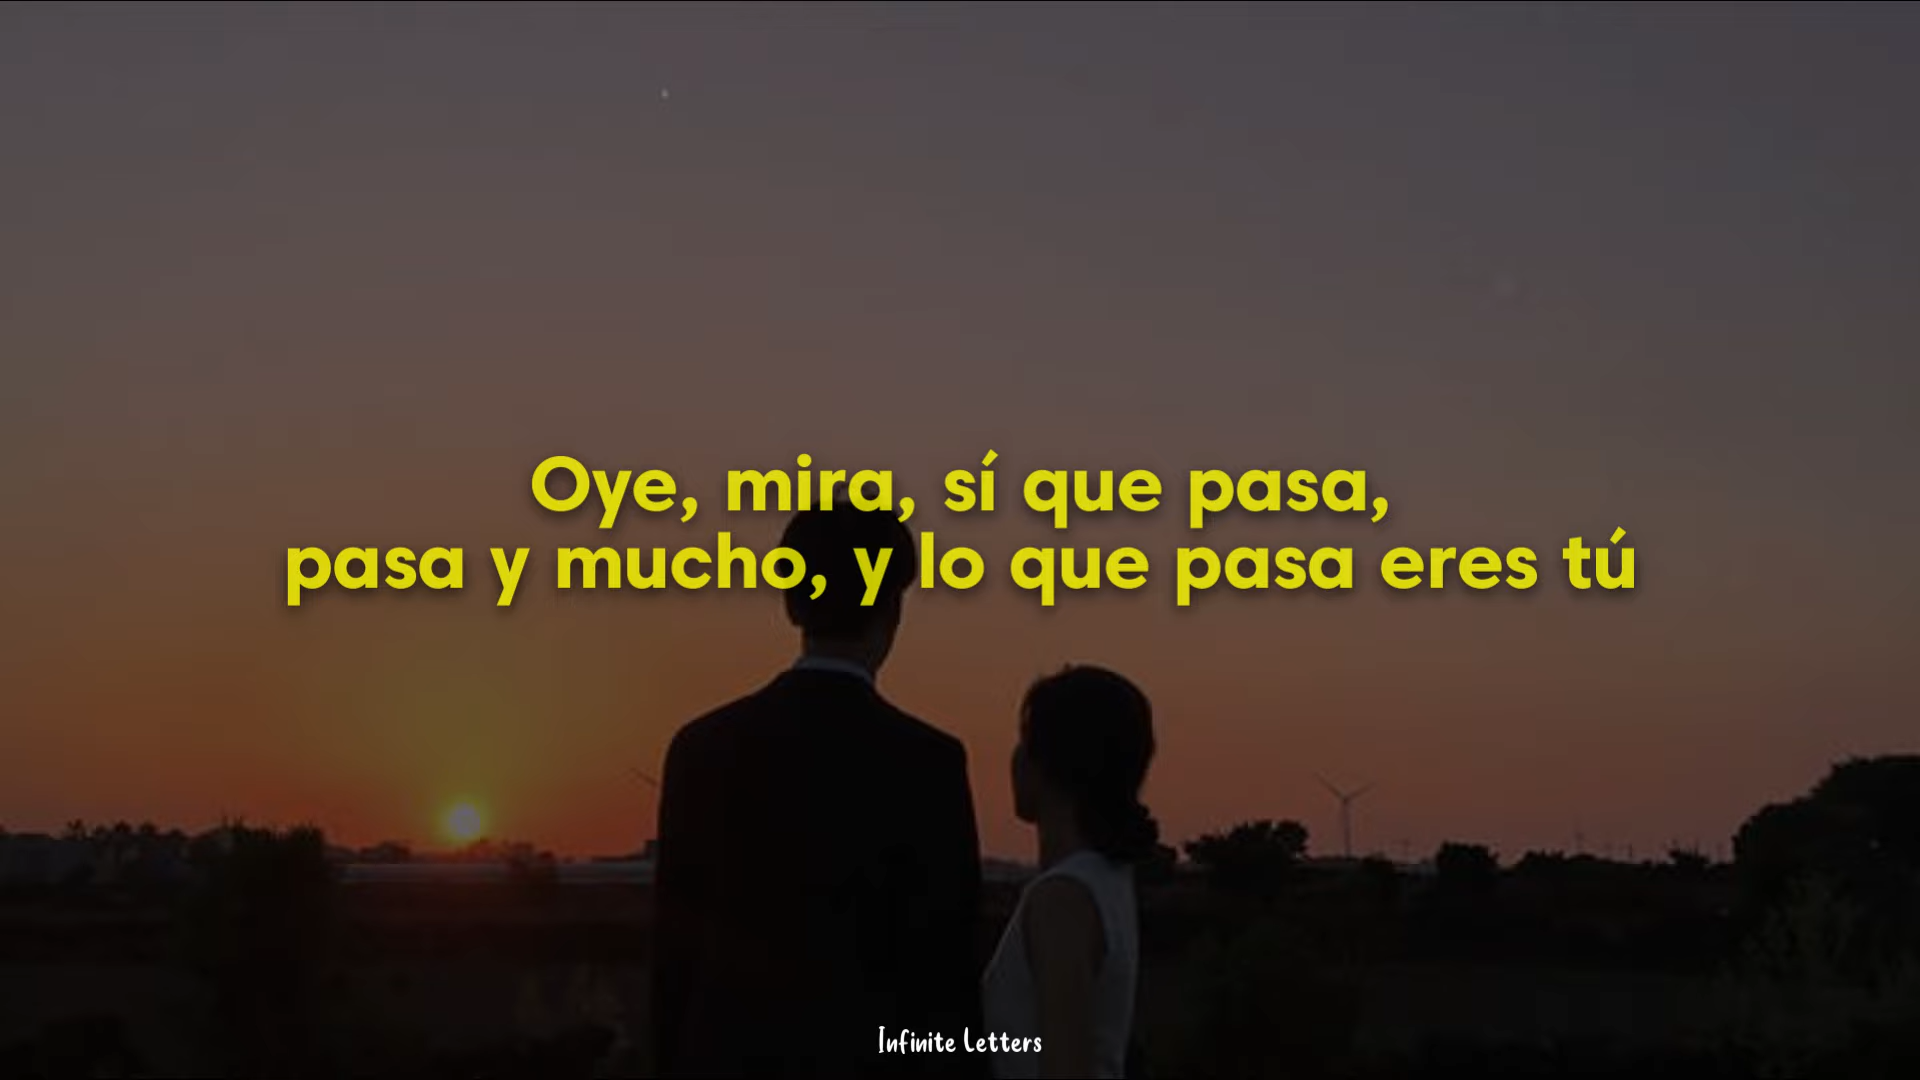 Oye, mira, sí que pasa,
pasa y mucho, y lo que pasa eres tú
Infinite Letters